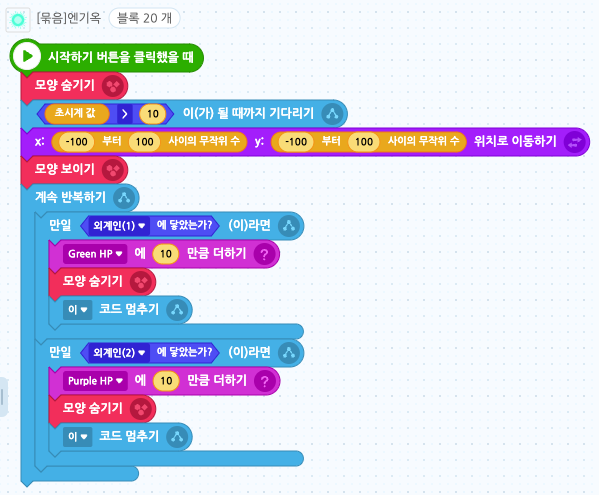 [묶음]엔기옥 블록 20 개
시작하기 버튼을 클릭했을 때
모양 숨기기
초시계 값 > 10 이(가) 될 때까지 기다리기
x: -100 부터 100 사이의 무작위 수 y: -100 부터 100 사이의 무작위 수 위치로 이동하기
모양 보이기
계속 반복하기
만일 외계인(1) 에 닿았는가? (이)라면
Green HP 에 10 만큼 더하기 ?
모양 숨기기
이 코드 멈추기
만일 외계인(2) 에 닿았는가? (이)라면
Purple HP 에 10 만큼 더하기 ?
모양 숨기기
이 코드 멈추기